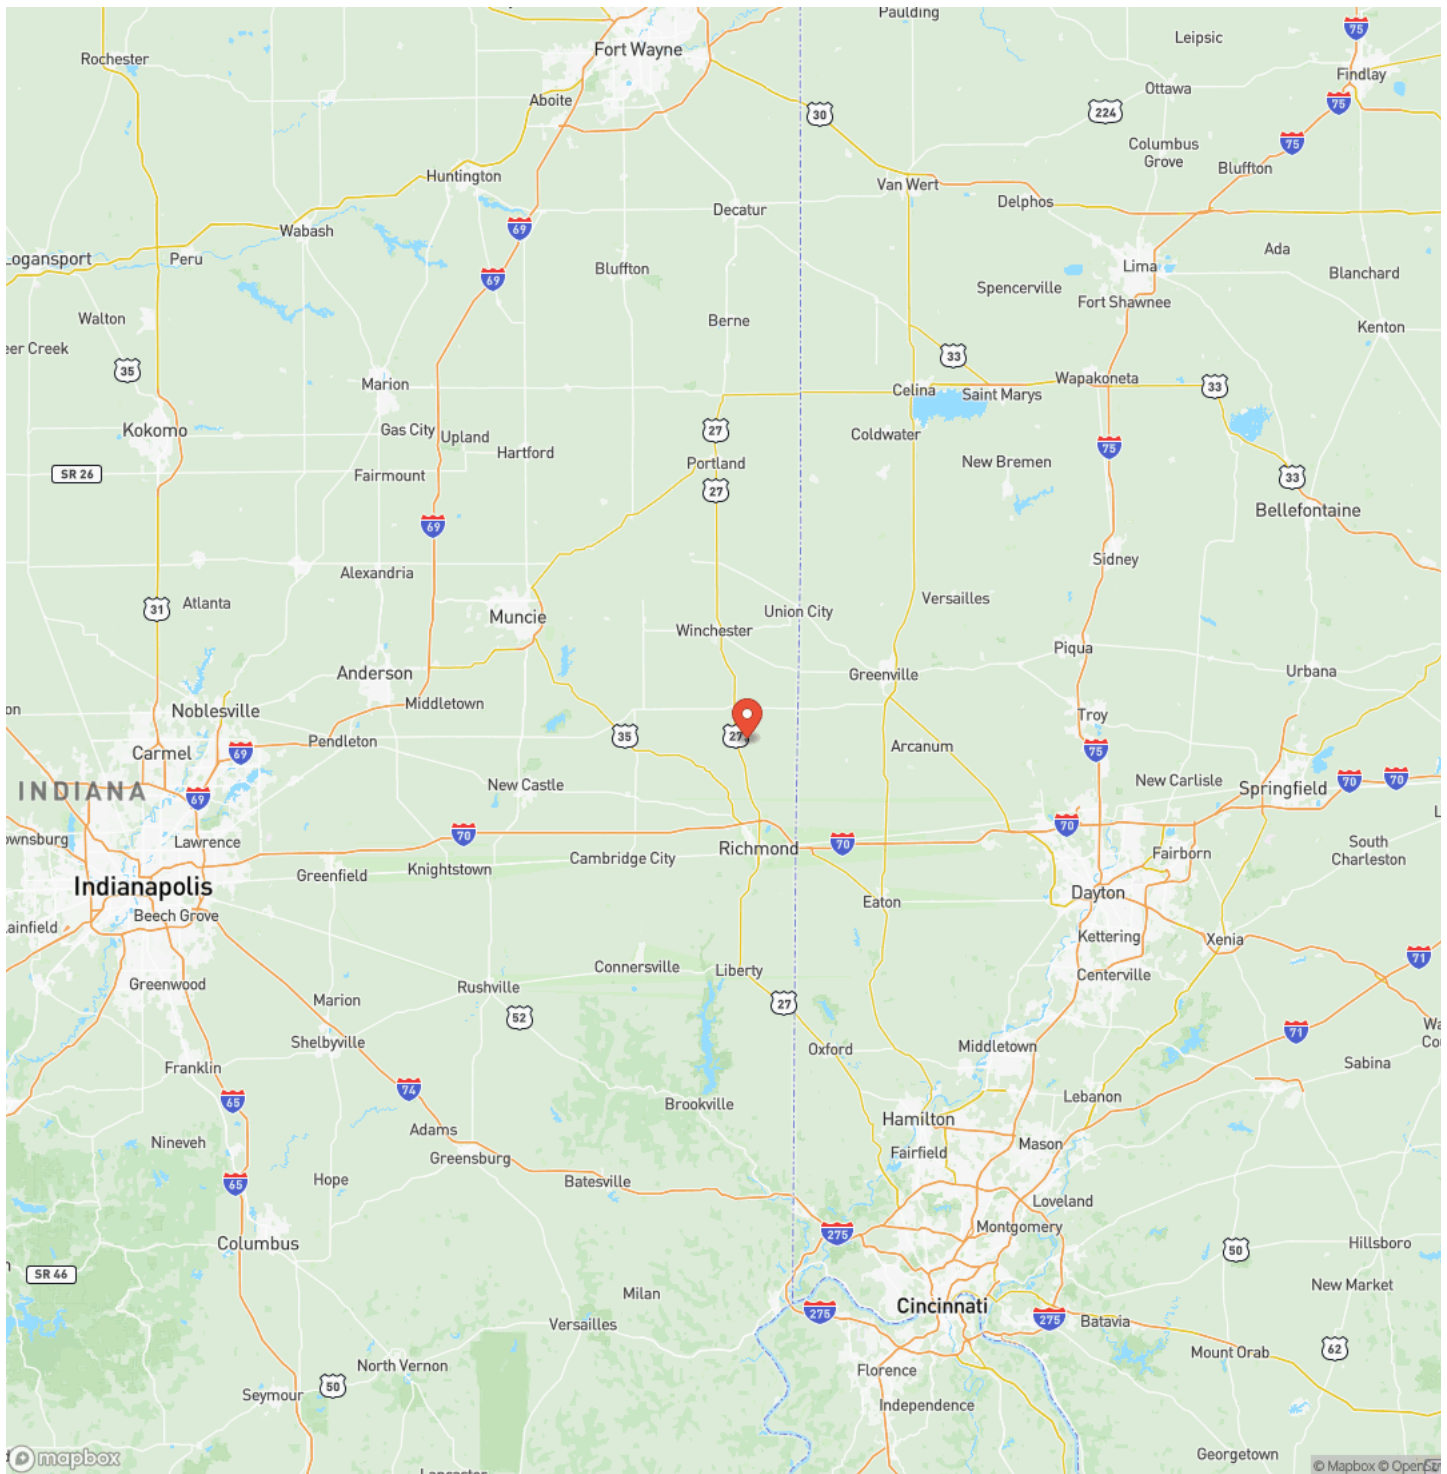 Paulding
Leipsic
75
Fort Wayne
Rochester
Findlay
Ottawa
Aboite
75
30
224
75
Columbus
Grove
Bluffton
Huntington
Van Wert
Delphos
Decatur
Wabash
69
Ada
Logansport
Peru
Bluffton
Lima
Blanchard
69
Spencerville
Fort Shawnee
Walton
Berne
Kenton
eer Creek
33
35
Marion
Celina
Wapakoneta
33
Saint Marys
Kokomo
Gas City
Upland
27
Coldwater
75
Hartford
Portland
New Bremen
SR 26
Fairmount
27
33
Bellefontaine
69
Sidney
Alexandria
Atlanta
31
Versailles
Union City
Muncie
Winchester
Piqua
Anderson
Greenville
Urbana
Middletown
on
Noblesville
Troy
Pendleton
35
27
Arcanum
Carmel
69
75
INDIANA
New Castle
New Carlisle
Springfield
70
70
69
70
70
ownsburg
Lawrence
Richmond
70
South
Charleston
Cambridge City
Fairborn
Greenfield
Knightstown
Indianapolis
Dayton
Eaton
Beech Grove
lainfield
Kettering
Xenia
71
Connersville
Liberty
Centerville
Greenwood
Rushville
Marion
27
52
71
Wa
Cou
Shelbyville
Oxford
Middletown
Sabina
Franklin
74
65
Brookville
Lebanon
Hamilton
Adams
Nineveh
Mason
Fairfield
Greensburg
Hope
Batesville
65
Loveland
Montgomery
275
Columbus
50
Hillsboro
SR 46
New Market
Milan
Cincinnati
275
275
Batavia
Versailles
Mount Orab
62
North Vernon
Florence
50
Seymour
Independence
Georgetown
mapbox
© Mapbox © OpenStr